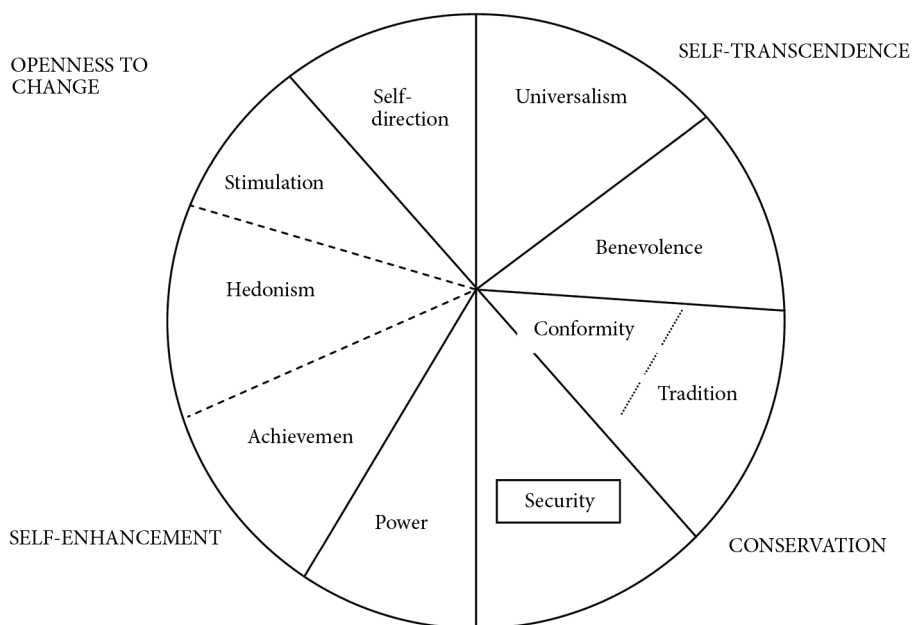 OPENNESS TO
CHANGE
SELF-TRANSCENDENCE
Self-
direction
Universalism
Stimulation
Benevolence
Hedonism
Conformity
Tradition
Achievemen
Security
Power
SELF-ENHANCEMENT
CONSERVATION